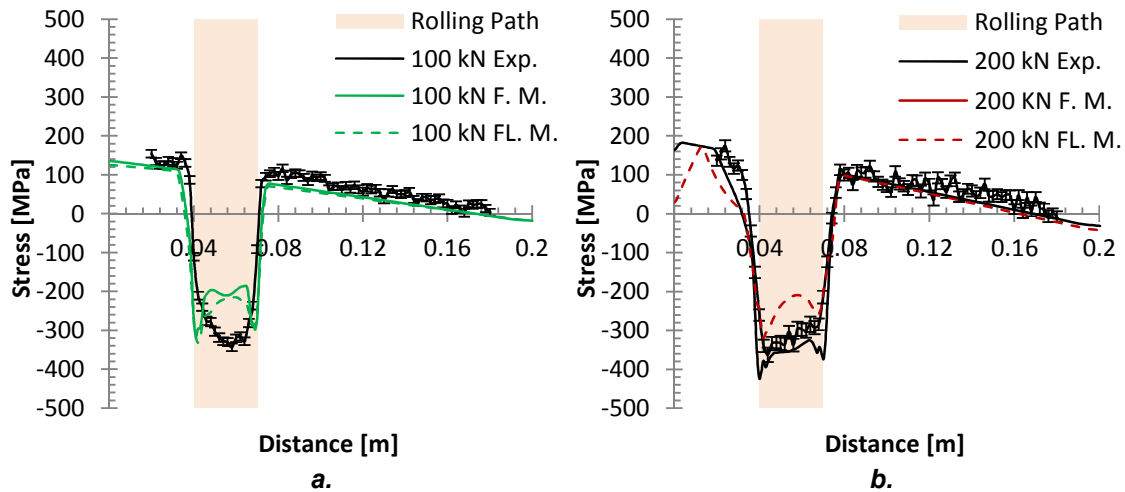 500
400
300
200
100
0
-100
-200
-300
-400
-500
Stress [MPa]
0.04
0.08
0.12
0.16
0.2
Distance [m]
Rolling Path
100 kN Exp.
100 kN F. M.
100 kN FL. M.
a.
500
400
300
200
100
0
-100
-200
-300
-400
-500
Stress [MPa]
0.04
0.08
0.12
0.16
0.2
Distance [m]
Rolling Path
200 kN Exp.
200 KN F. M.
200 kN FL. M.
b.